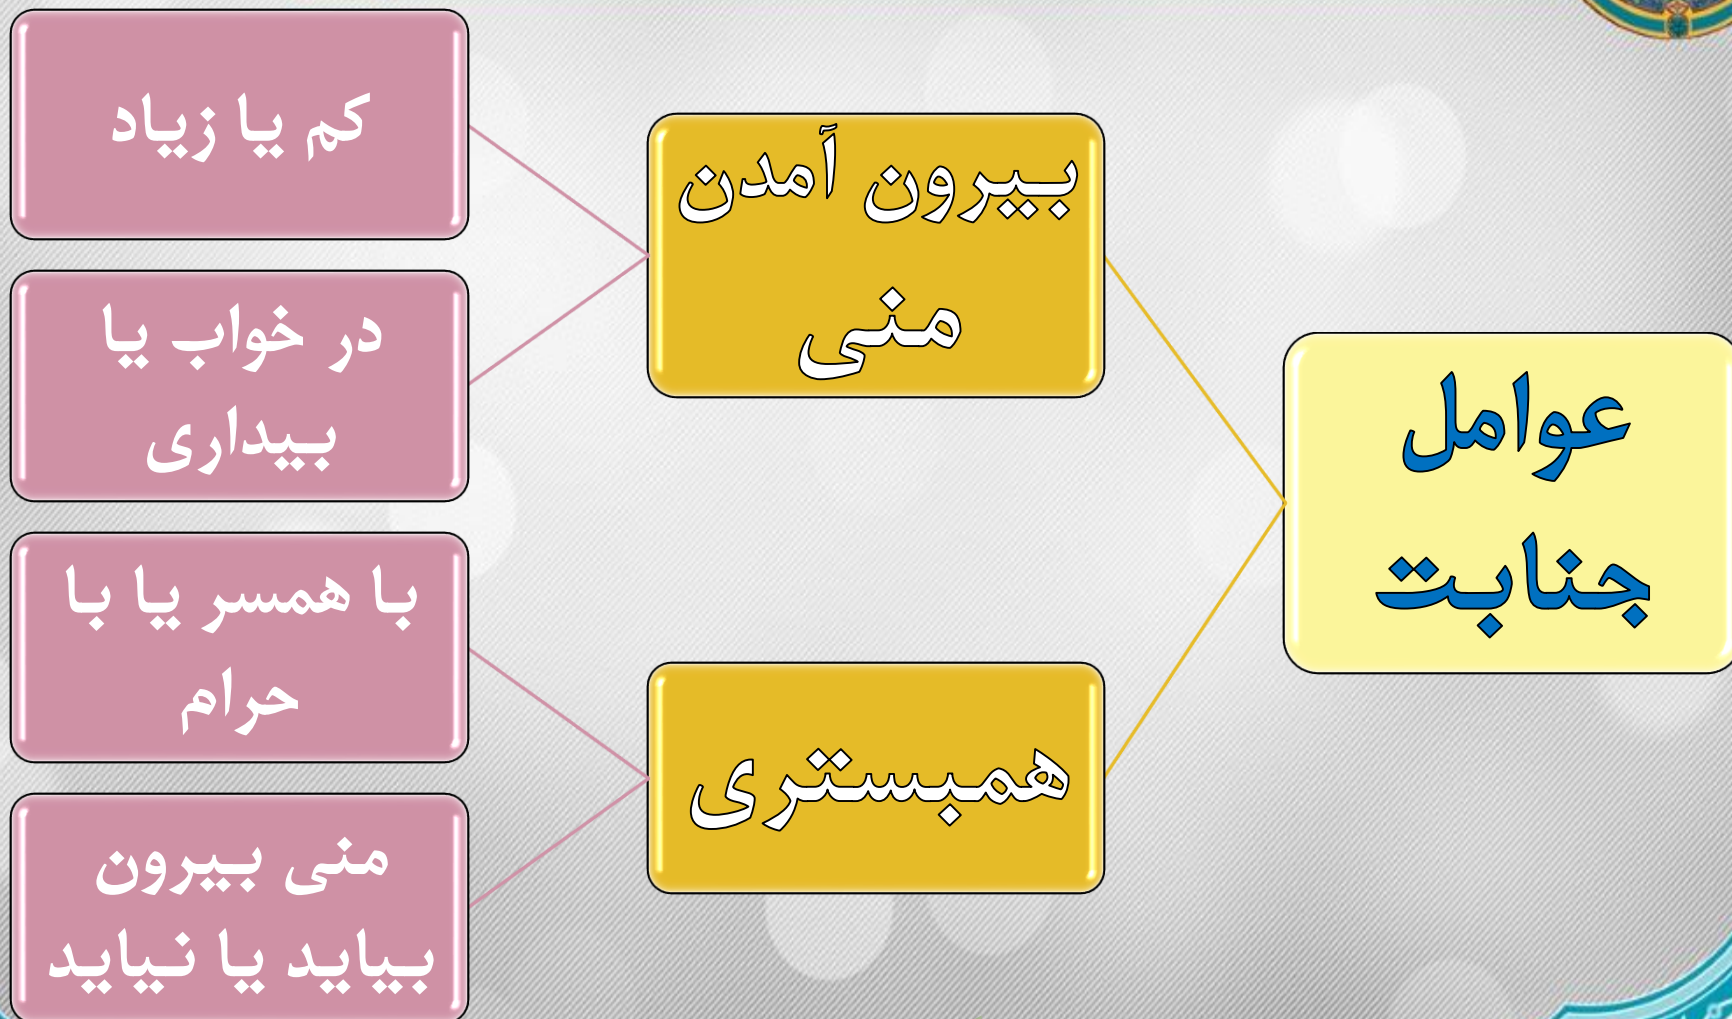 عوامل
جنابت
بیرون آمدن
منی
کم یا زیاد
در خواب یا
بیداری
همبستری
با همسر یا با
حرام
منی بیرون
بیاید یا نیاید